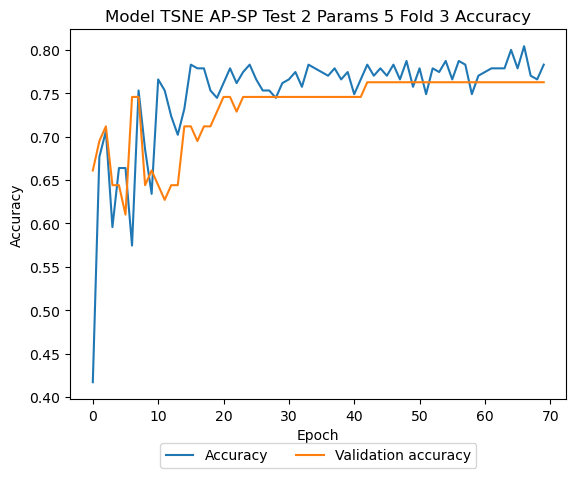 Model TSNE AP-SP Test 2 Params 5 Fold 3 Accuracy
Accuracy
0.80
0.75
0.70
0.65
0.60
0.55
0.50
0.45
0.40
0 10 20 30 40 50 60 70
Epoch
Accuracy Validation accuracy